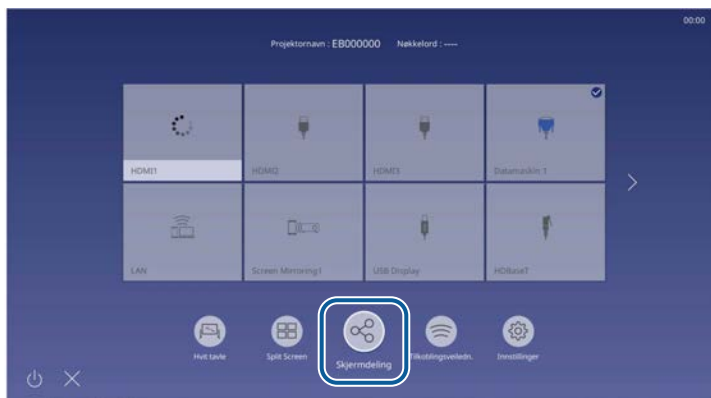 00:00
Projektornavn : EB000000 Nøkkelord : ----
HDMI1 HDMI2 HDMI3 Datamaskin 1
LAN Screen Mirroring1 USB Display HDBaseT
Hvit tavle Split Screen Skjermdeling Tilkoblingsveiledn. Innstillinger